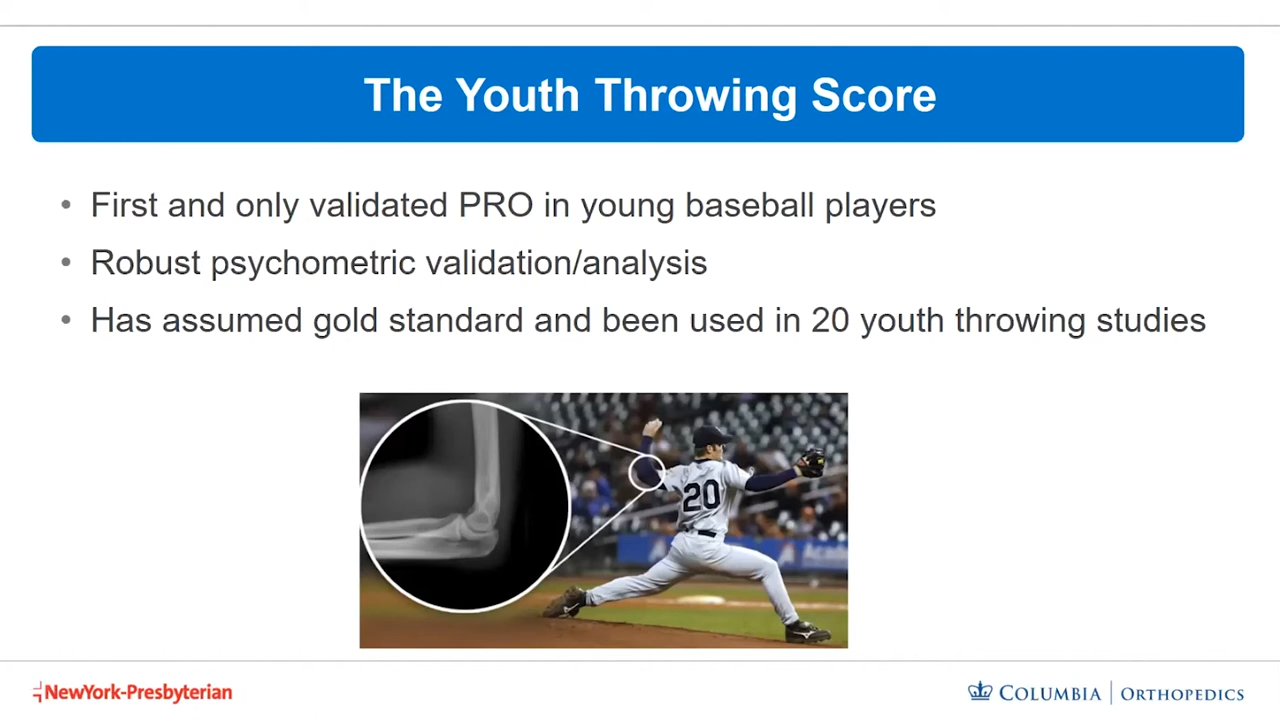 The Youth Throwing Score
• First and only validated PRO in young baseball players
• Robust psychometric validation/analysis
• Has assumed gold standard and been used in 20 youth throwing studies
20
NewYork-Presbyterian
COLUMBIA | ORTHOPEDICS